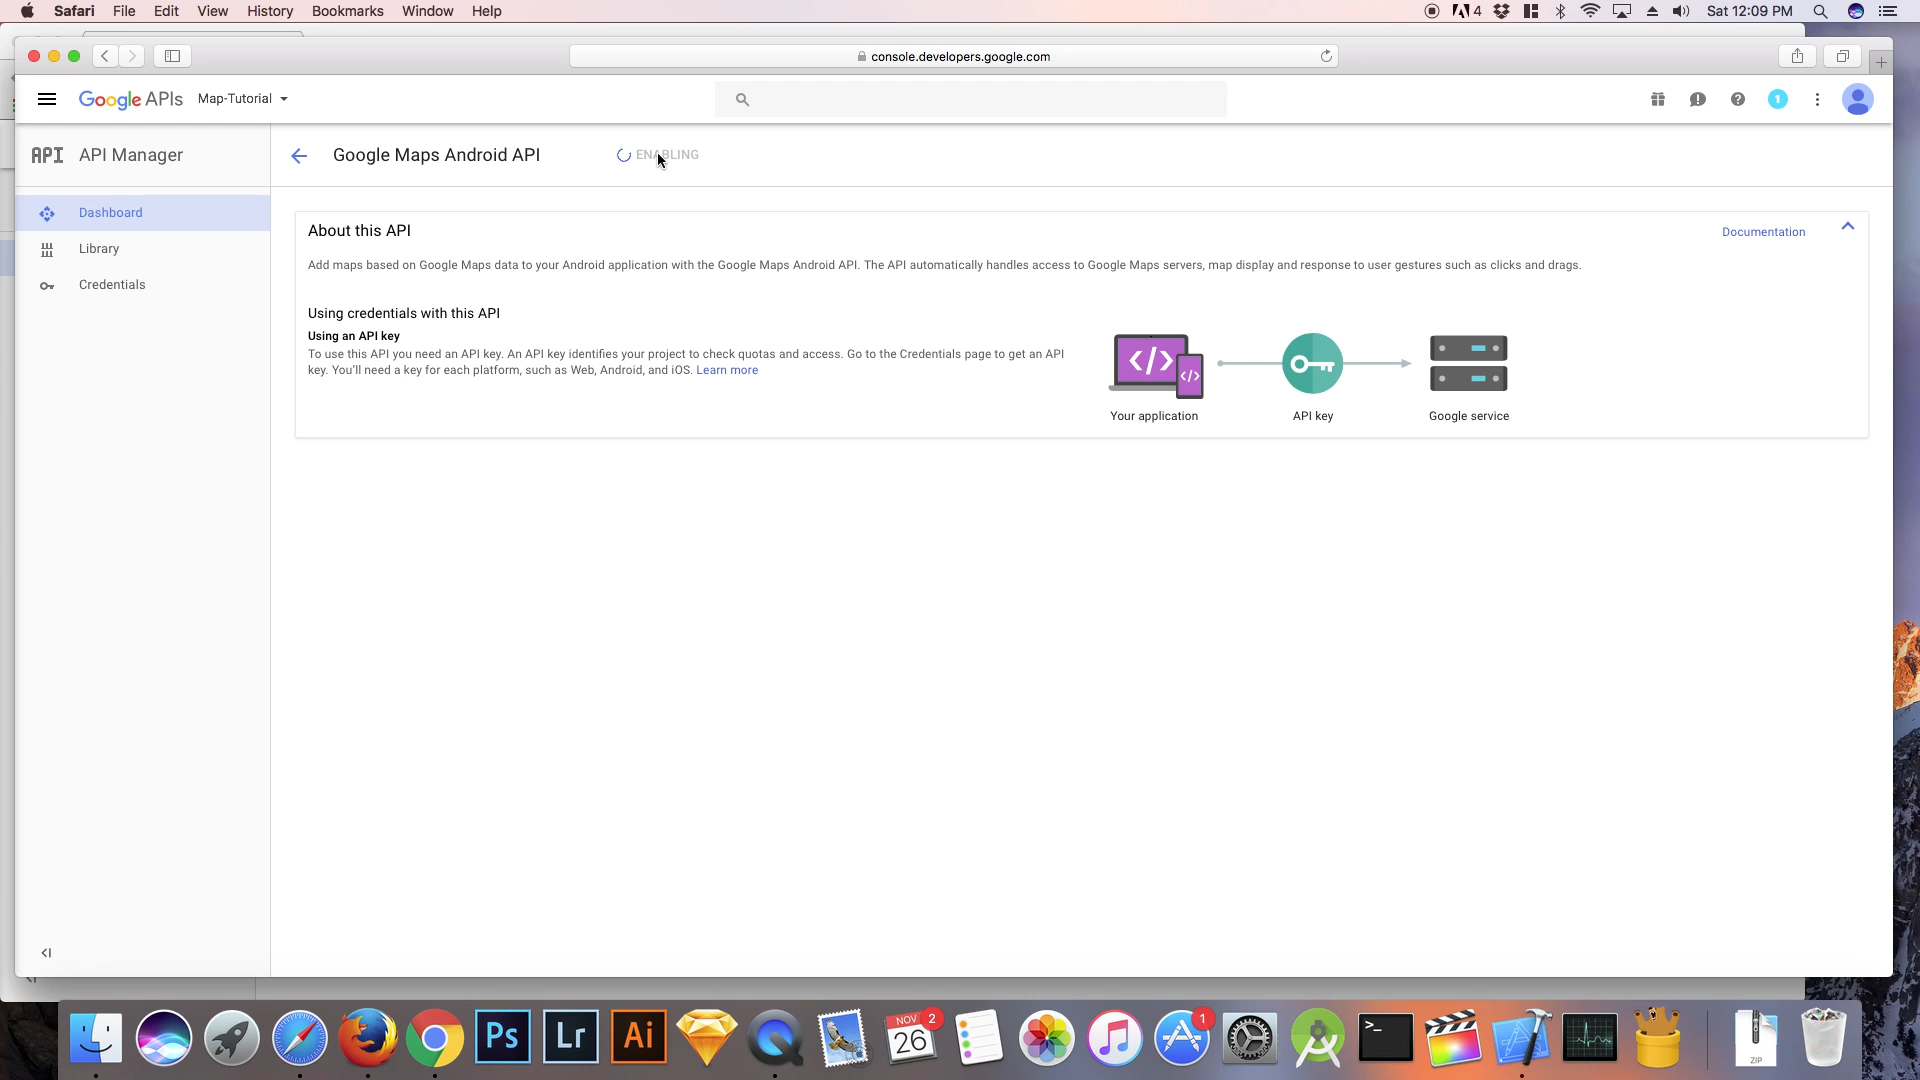 Safari File Edit View History Bookmarks Window Help 4 Sat 12:09 PM
console.developers.google.com
Google APIs Map-Tutorial 1
API API Manager
Google Maps Android API ENABLING
Dashboard
Library
Credentials
About this API
Documentation
Add maps based on Google Maps data to your Android application with the Google Maps Android API. The API automatically handles access to Google Maps servers, map display and response to user gestures such as clicks and drags.
Using credentials with this API
Using an API key
To use this API you need an API key. An API key identifies your project to check quotas and access. Go to the Credentials page to get an API
key. You'll need a key for each platform, such as Web, Android, and iOS. Learn more
</>
</>
Your application API key Google service
Ps Lr Ai NOV 26 2 1 >_ ZIP